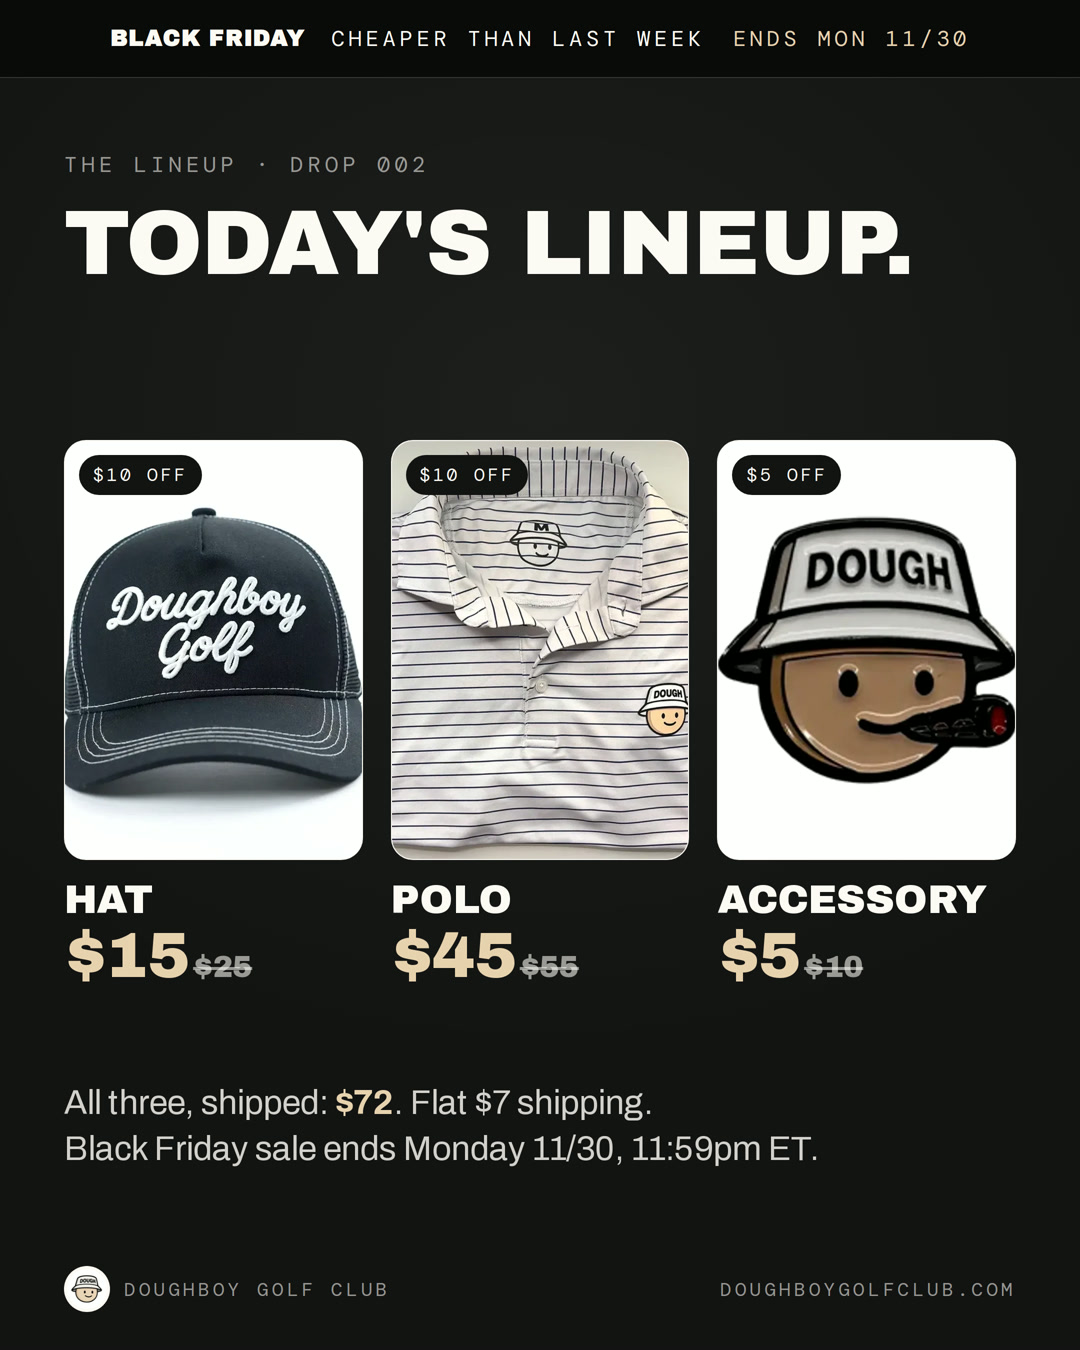 BLACK FRIDAY CHEAPER THAN LAST WEEK ENDS MON 11/30
THE LINEUP · DROP 002
TODAY'S LINEUP.
$10 OFF
Doughboy
Golf
$10 OFF
M
DOUGH
$5 OFF
DOUGH
HAT
$15 $25
POLO
$45 $55
ACCESSORY
$5 $10
All three, shipped: $72. Flat $7 shipping.
Black Friday sale ends Monday 11/30, 11:59pm ET.
DOUGH
DOUGHBOY GOLF CLUB
DOUGHBOYGOLFCLUB.COM